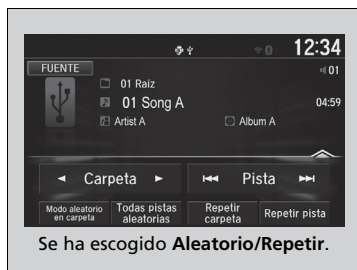 12:34
FUENTE
01
01 Raíz
01 Song A
04:59
Artist A
Album A
Carpeta
Pista
Modo aleatorio
en carpeta
Todas pistas
aleatorias
Repetir
carpeta
Repetir pista
Se ha escogido Aleatorio/Repetir.